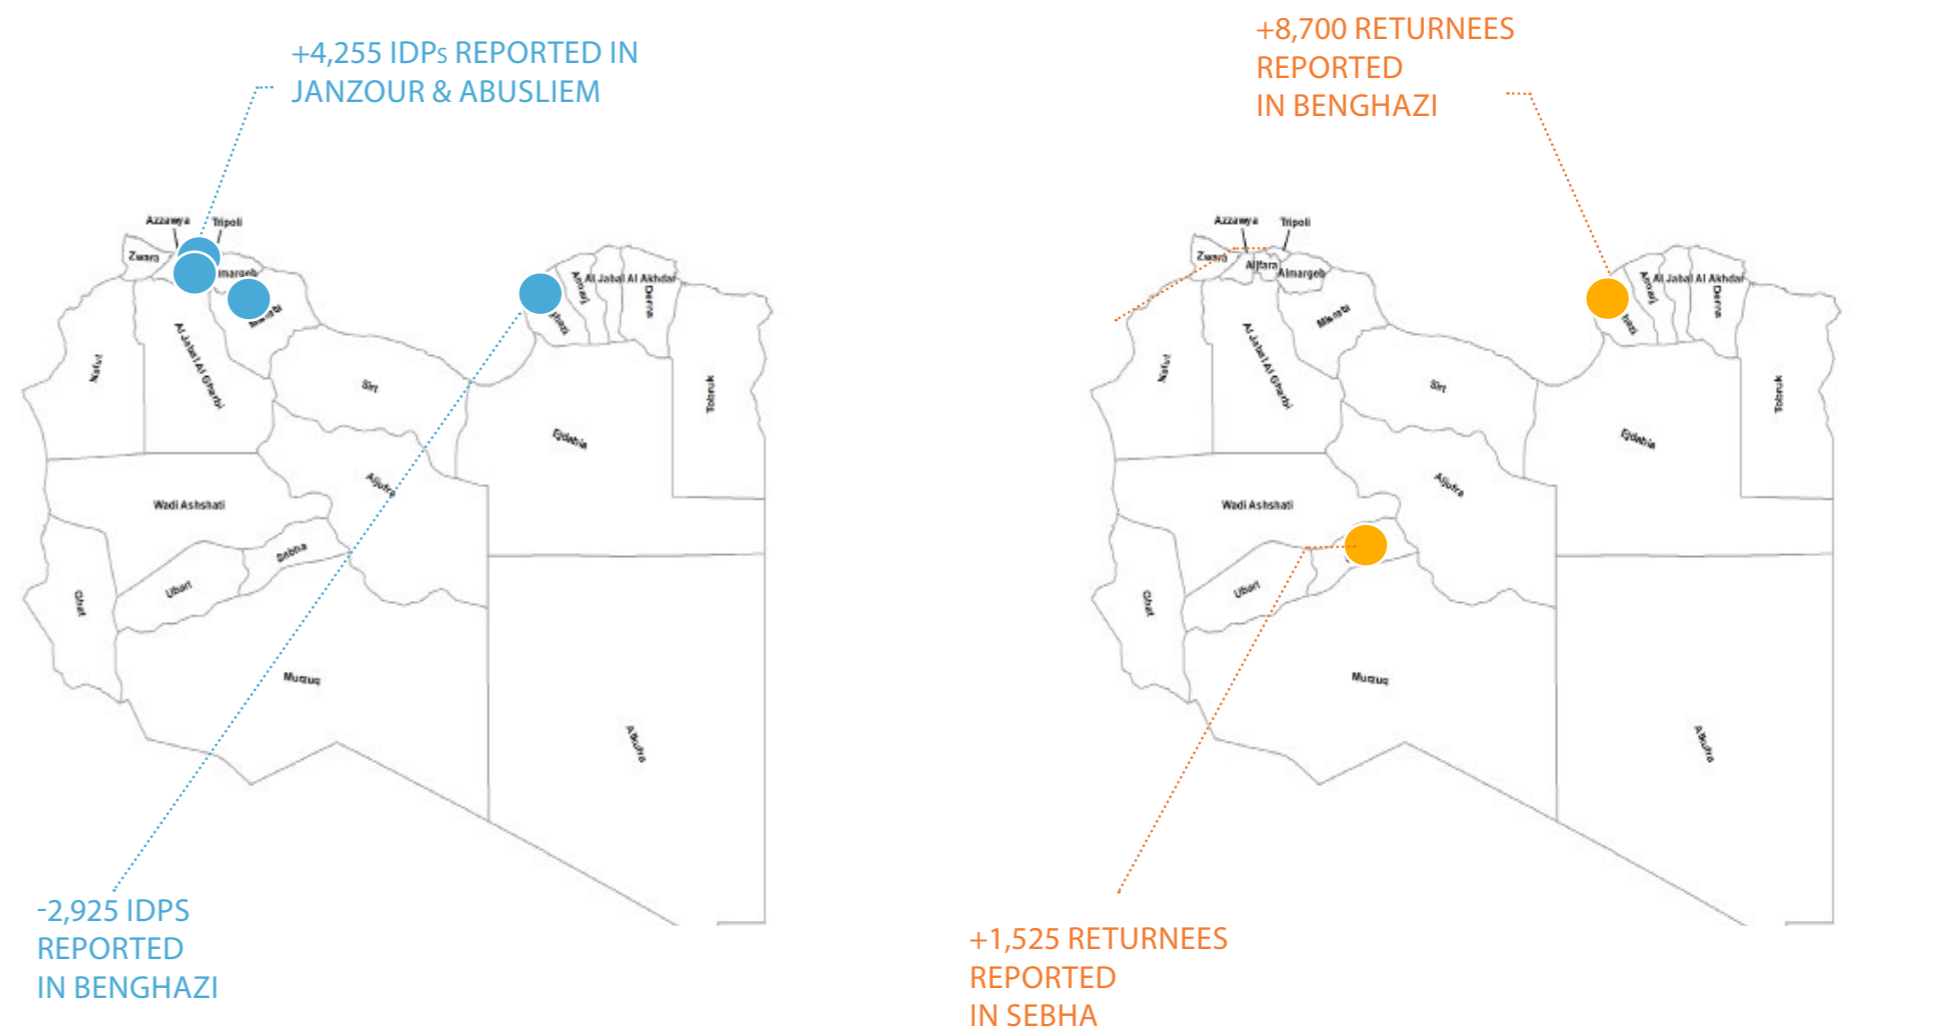 +4,255 IDPs REPORTED IN
JANZOUR & ABUSLIEM
Azzawya
Tripoli
Zwara
Almarj
Al Jabal Al Akhdar
Derna
Nalut
Al Jabal Al Gharbi
Sirt
Ejdabia
Tobruk
Aljufra
Wadi Ashshati
Sebha
Ubari
Ghat
Murzuq
Alkufra
-2,925 IDPS
REPORTED
IN BENGHAZI
+8,700 RETURNEES
REPORTED
IN BENGHAZI
Azzawya
Tripoli
Zwara
Aljfara
Almargeb
Misrata
Almarj
Al Jabal Al Akhdar
Derna
Nalut
Al Jabal Al Gharbi
Sirt
Ejdabia
Tobruk
Aljufra
Wadi Ashshati
Ubari
Ghat
Murzuq
Alkufra
+1,525 RETURNEES
REPORTED
IN SEBHA